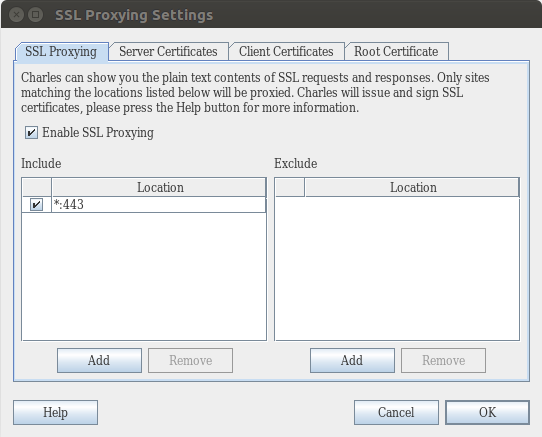 SSL Proxying Settings
SSL Proxying Server Certificates Client Certificates Root Certificate
Charles can show you the plain text contents of SSL requests and responses. Only sites
matching the locations listed below will be proxied. Charles will issue and sign SSL
certificates, please press the Help button for more information.
Enable SSL Proxying
Include Exclude
Location Location
*:443
Add Remove Add Remove
Help Cancel OK